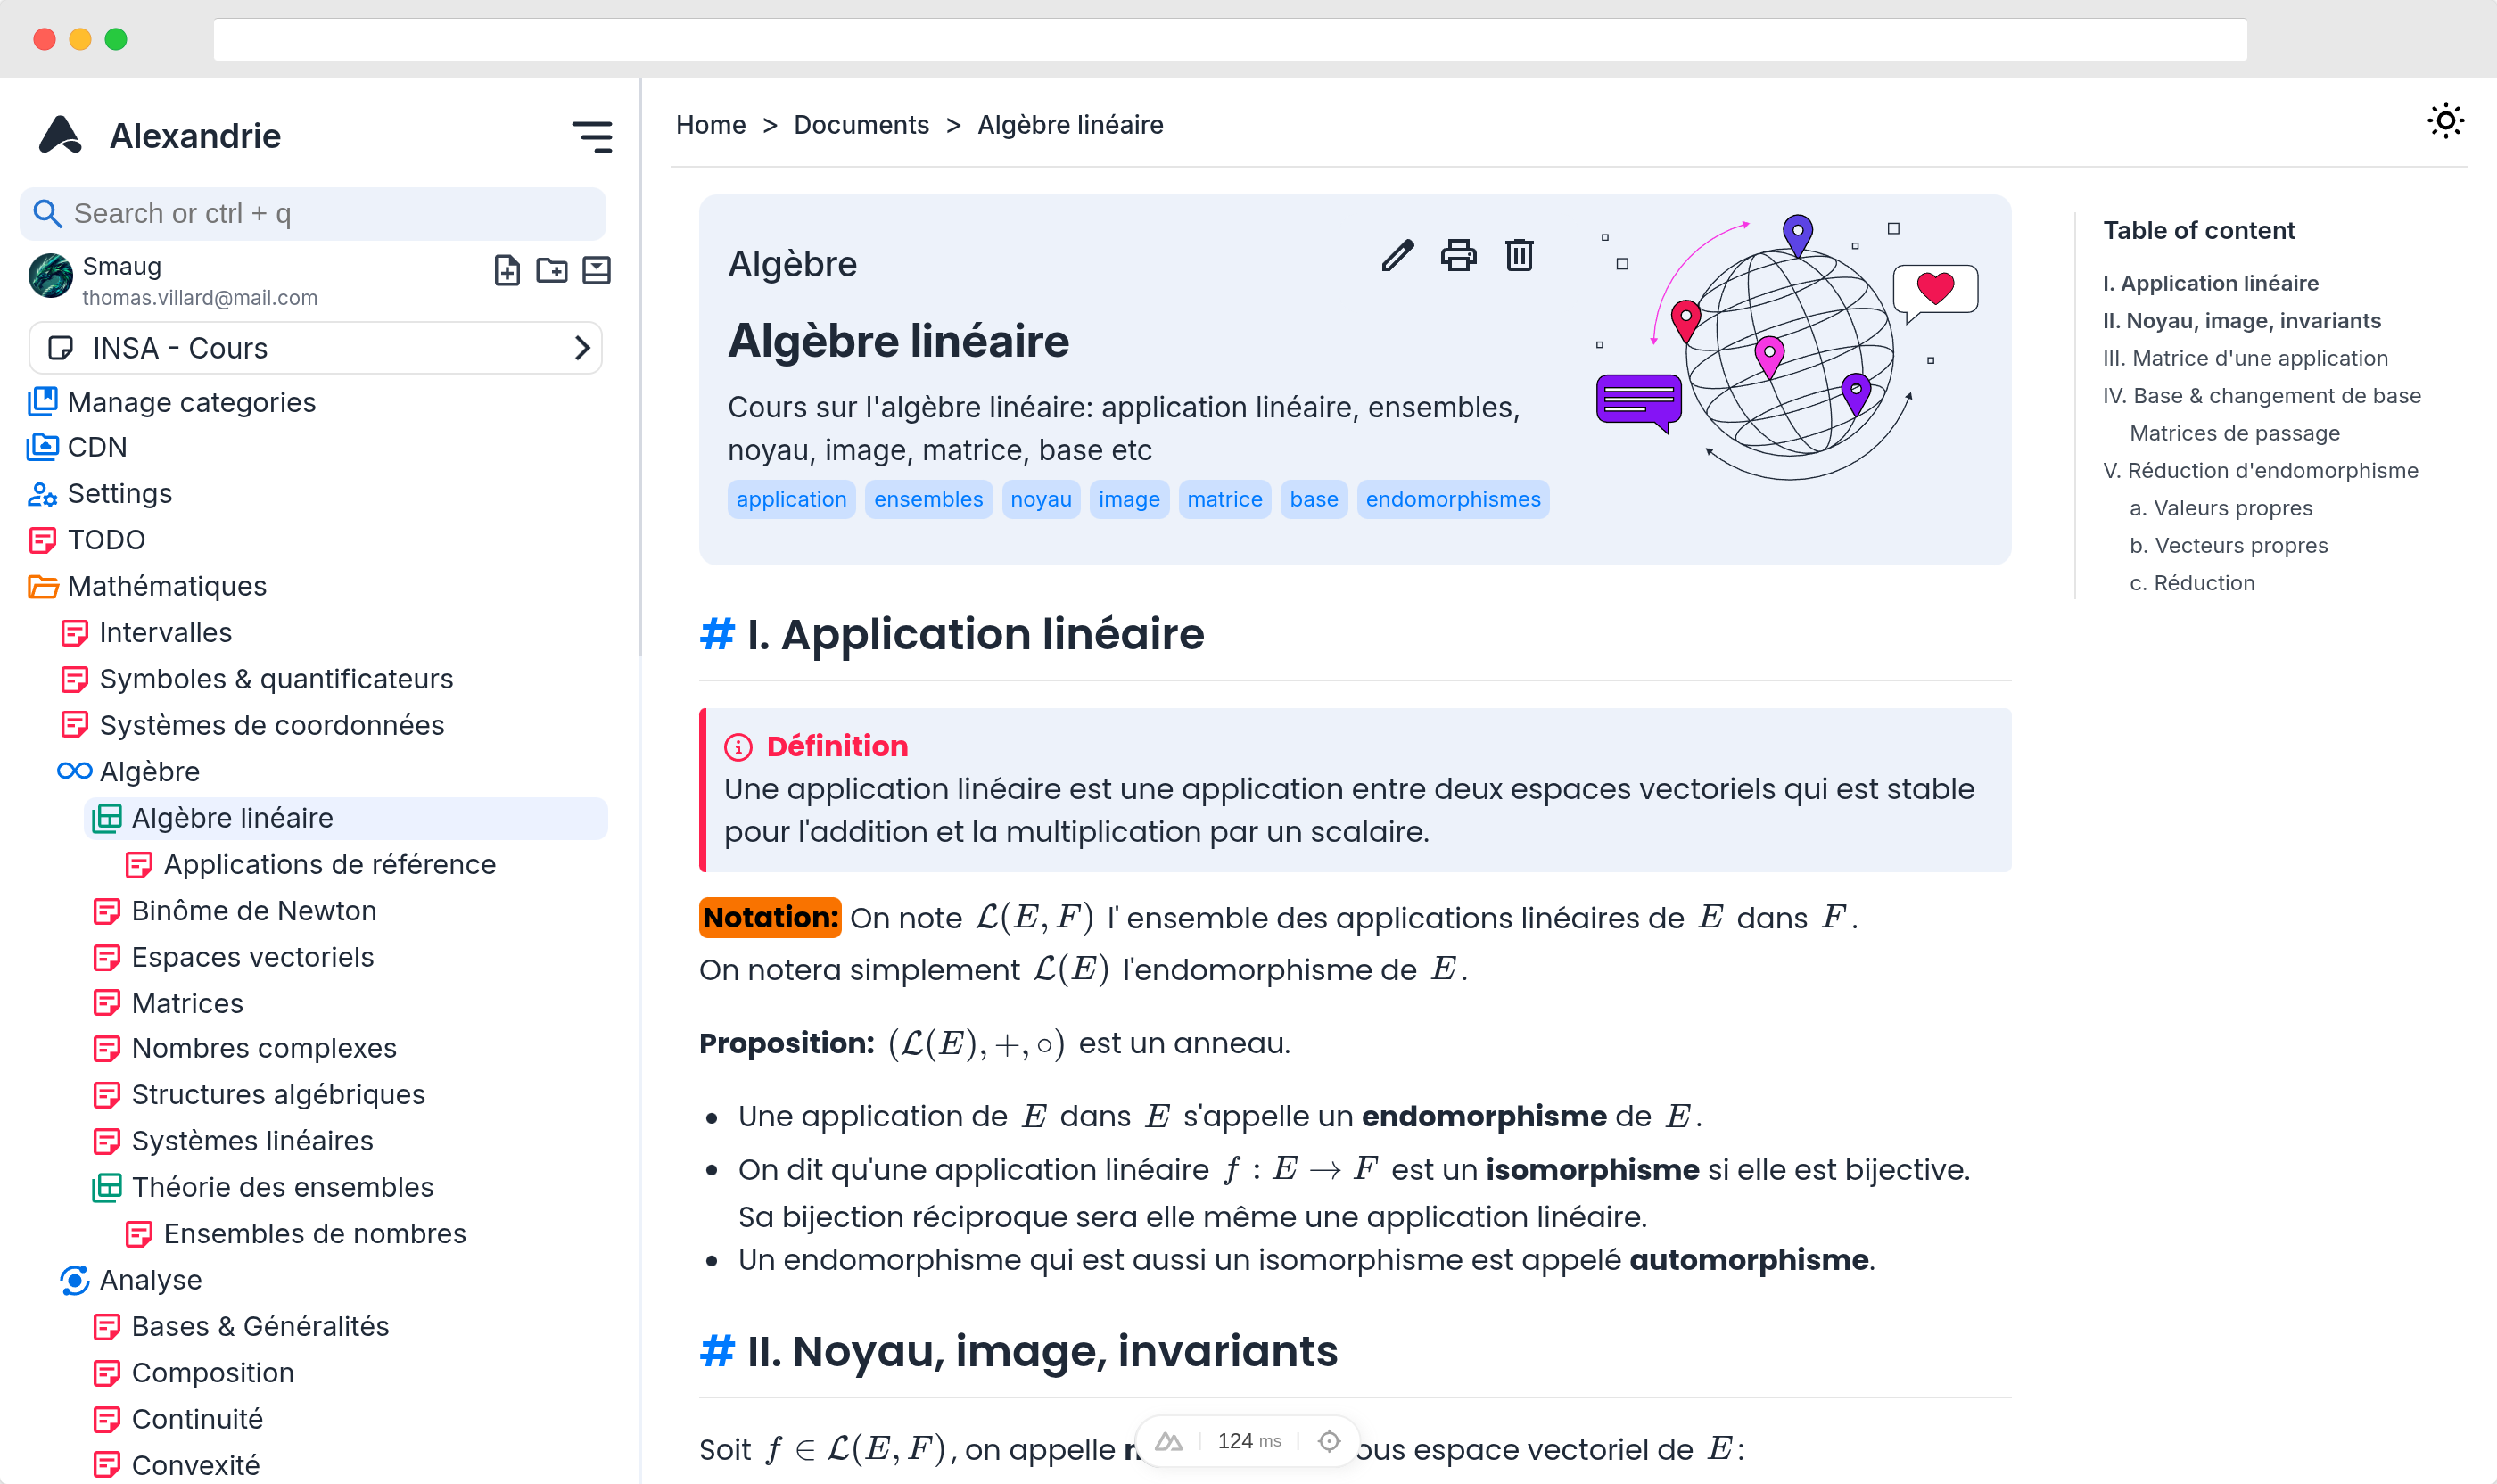 Alexandrie
Search or ctrl + q
Smaug
thomas.villard@mail.com
INSA - Cours
Manage categories
CDN
Settings
TODO
Mathématiques
Intervalles
Symboles & quantificateurs
Systèmes de coordonnées
Algèbre
Algèbre linéaire
Applications de référence
Binôme de Newton
Espaces vectoriels
Matrices
Nombres complexes
Structures algébriques
Systèmes linéaires
Théorie des ensembles
Ensembles de nombres
Analyse
Bases & Généralités
Composition
Continuité
Convexité
Home > Documents > Algèbre linéaire
Algèbre
Algèbre linéaire
Cours sur l'algèbre linéaire: application linéaire, ensembles,
noyau, image, matrice, base etc
application ensembles noyau image matrice base endomorphismes
# I. Application linéaire
Définition
Une application linéaire est une application entre deux espaces vectoriels qui est stable
pour l'addition et la multiplication par un scalaire.
Notation: On note ℒ(E, F) l' ensemble des applications linéaires de E dans F.
On notera simplement ℒ(E) l'endomorphisme de E.
Proposition: (ℒ(E), +, ∘) est un anneau.
• Une application de E dans E s'appelle un endomorphisme de E.
• On dit qu'une application linéaire f : E → F est un isomorphisme si elle est bijective.
Sa bijection réciproque sera elle même une application linéaire.
• Un endomorphisme qui est aussi un isomorphisme est appelé automorphisme.
# II. Noyau, image, invariants
Soit f ∈ ℒ(E, F), on appelle
124 ms
espace vectoriel de E:
Table of content
I. Application linéaire
II. Noyau, image, invariants
III. Matrice d'une application
IV. Base & changement de base
Matrices de passage
V. Réduction d'endomorphisme
a. Valeurs propres
b. Vecteurs propres
c. Réduction